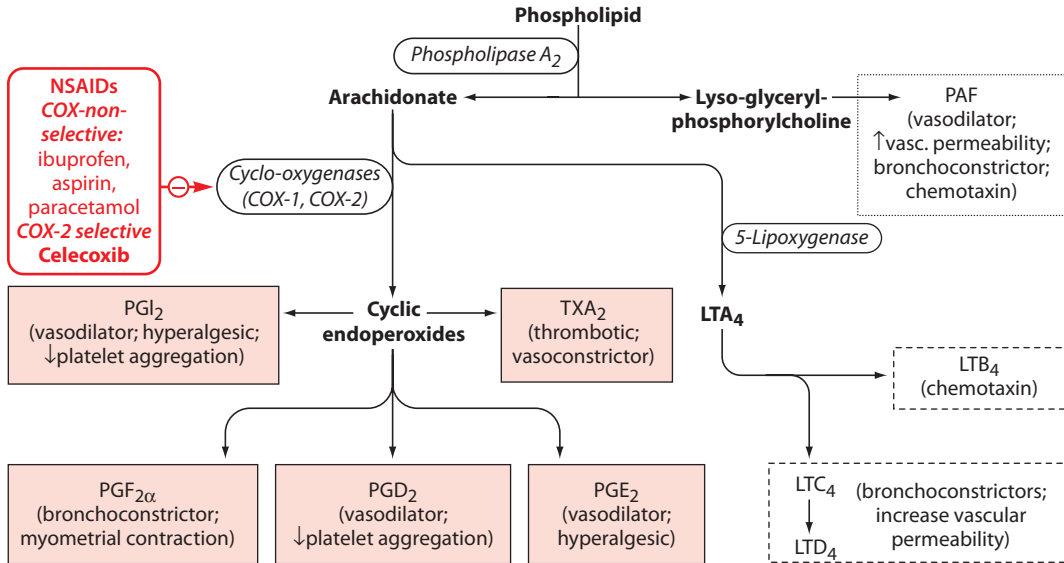 Phospholipid
Phospholipase A₂
NSAIDs
COX-non-
selective:
ibuprofen,
aspirin,
paracetamol
COX-2 selective
Celecoxib
Arachidonate
Lyso-glyceryl-
phosphorylcholine
PAF
(vasodilator;
↑vasc. permeability;
bronchoconstrictor;
chemotaxin)
Cyclo-oxygenases
(COX-1, COX-2)
5-Lipoxygenase
PGI₂
(vasodilator; hyperalgesic;
↓platelet aggregation)
Cyclic
endoperoxides
TXA₂
(thrombotic;
vasoconstrictor)
LTA₄
LTB₄
(chemotaxin)
PGF₂α
(bronchoconstrictor;
myometrial contraction)
PGD₂
(vasodilator;
↓platelet aggregation)
PGE₂
(vasodilator;
hyperalgesic)
LTC₄
LTD₄
(bronchoconstrictors;
increase vascular
permeability)